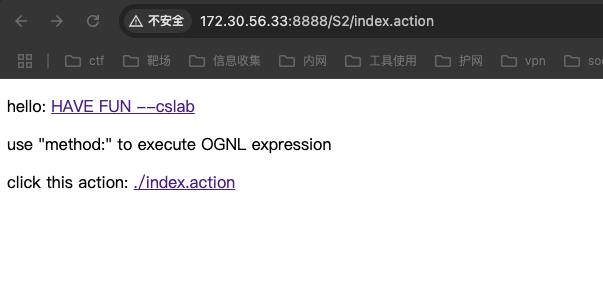 不安全 172.30.56.33:8888/S2/index.action
ctf 靶场 信息收集 内网 工具使用 护网 vpn soc
hello: HAVE FUN --cslab
use "method:" to execute OGNL expression
click this action: ./index.action